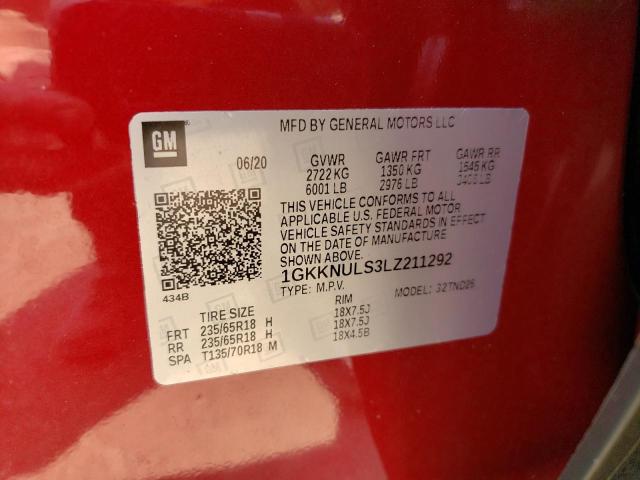 GM
MFD BY GENERAL MOTORS LLC
06/20
GVWR GAWR FRT GAWR RR
2722 KG 1350 KG 1545 KG
6001 LB 2976 LB LB
THIS VEHICLE CONFORMS TO ALL
APPLICABLE U.S. FEDERAL MOTOR
VEHICLE SAFETY STANDARDS IN EFFECT
ON THE DATE OF MANUFACTURE
SHOWN ABOVE.
1GKKNULS3LZ211292
TYPE: M.P.V. MODEL: 32TND26
434B
TIRE SIZE RIM
FRT 235/65R18 H 18X7.5J
RR 235/65R18 H 18X7.5J
SPA T135/70R18 M 18X4.5B